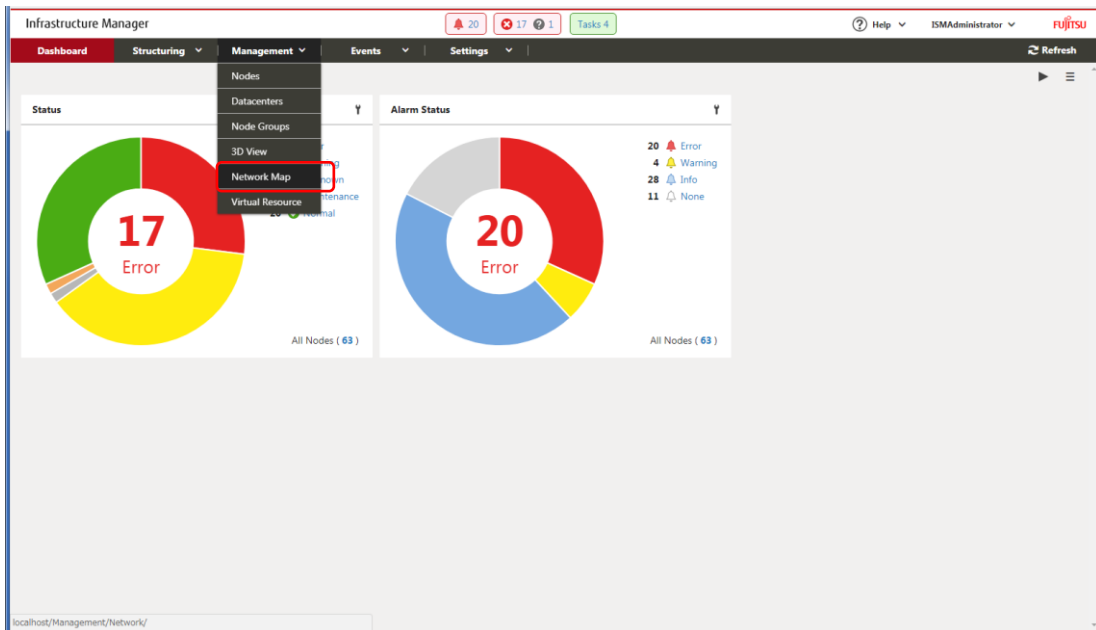 Infrastructure Manager
20
17
1
Tasks 4
? Help
ISMAdministrator
FUJITSU
Dashboard
Structuring
Management
Events
Settings
Refresh
Nodes
Datacenters
Node Groups
3D View
Network Map
Virtual Resource
Status
17
Error
Normal
All Nodes ( 63 )
Alarm Status
20
Error
20 Error
4 Warning
28 Info
11 None
All Nodes ( 63 )
localhost/Management/Network/